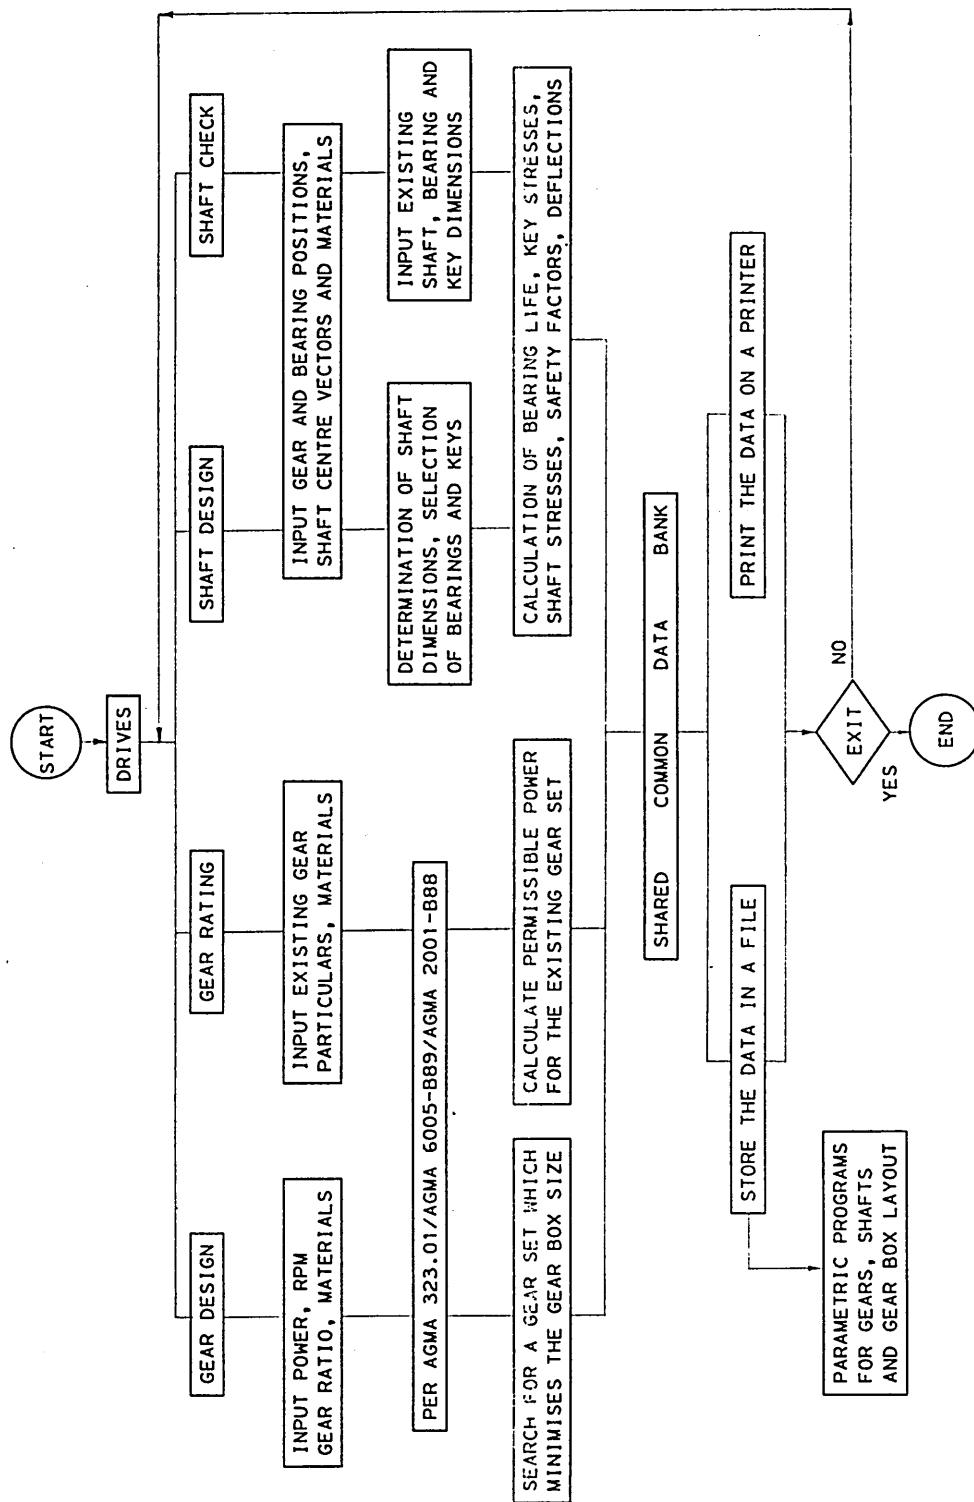 START
DRIVES
GEAR DESIGN
GEAR RATING
SHAFT DESIGN
SHAFT CHECK
INPUT POWER, RPM
GEAR RATIO, MATERIALS
INPUT EXISTING GEAR
PARTICULARS, MATERIALS
INPUT GEAR AND BEARING POSITIONS,
SHAFT CENTRE VECTORS AND MATERIALS
PER AGMA 323.01/AGMA 6005-B89/AGMA 2001-B88
DETERMINATION OF SHAFT
DIMENSIONS, SELECTION
OF BEARINGS AND KEYS
INPUT EXISTING
SHAFT, BEARING AND
KEY DIMENSIONS
SEARCH FOR A GEAR SET WHICH
MINIMISES THE GEAR BOX SIZE
CALCULATE PERMISSIBLE POWER
FOR THE EXISTING GEAR SET
CALCULATION OF BEARING LIFE, KEY STRESSES,
SHAFT STRESSES, SAFETY FACTORS, DEFLECTIONS
SHARED COMMON DATA BANK
STORE THE DATA IN A FILE
PRINT THE DATA ON A PRINTER
PARAMETRIC PROGRAMS
FOR GEARS, SHAFTS
AND GEAR BOX LAYOUT
EXIT
NO
YES
END